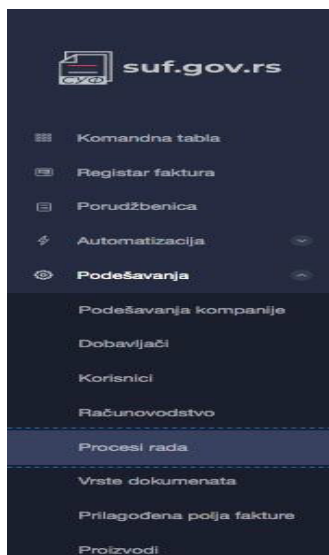 СУФ
suf.gov.rs
Komandna tabla
Registar faktura
Porudžbenica
Automatizacija
Podešavanja
Podešavanja kompanije
Dobavljači
Korisnici
Računovodstvo
Procesi rada
Vrste dokumenata
Prilagođena polja fakture
Proizvodi